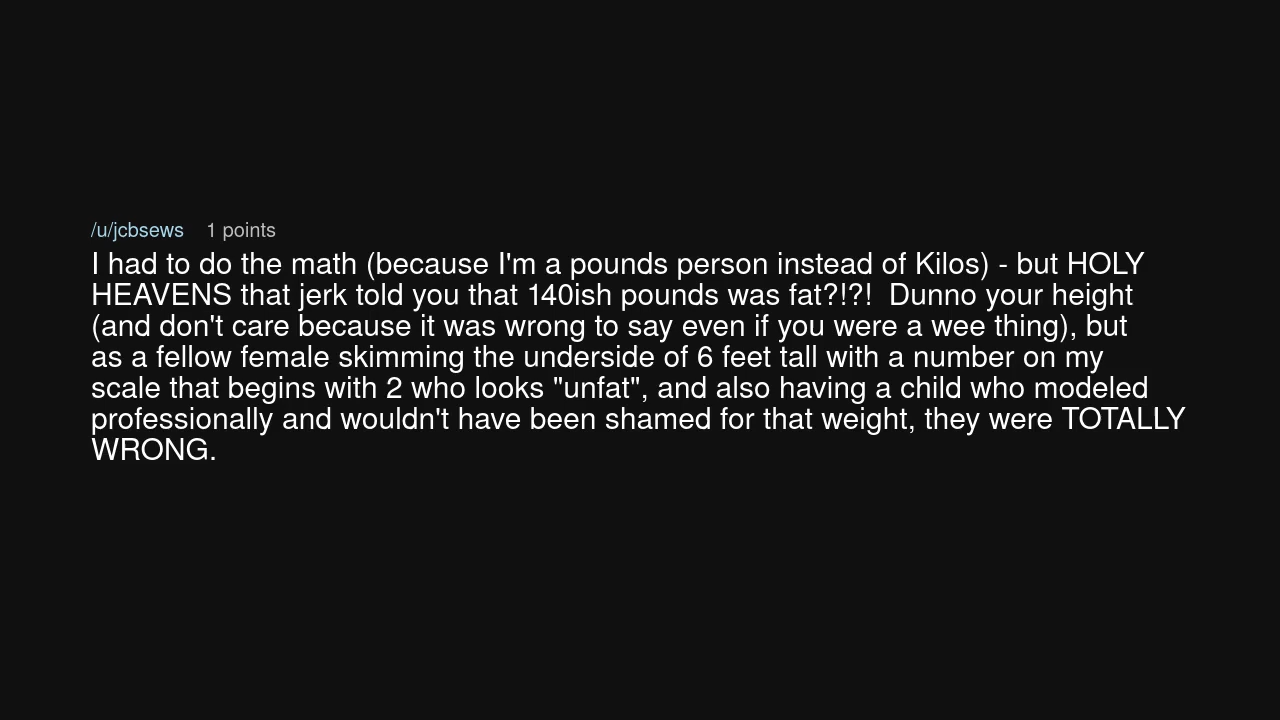 /u/jcbsews 1 points
I had to do the math (because I'm a pounds person instead of Kilos) - but HOLY
HEAVENS that jerk told you that 140ish pounds was fat?!?!  Dunno your height
(and don't care because it was wrong to say even if you were a wee thing), but
as a fellow female skimming the underside of 6 feet tall with a number on my
scale that begins with 2 who looks "unfat", and also having a child who modeled
professionally and wouldn't have been shamed for that weight, they were TOTALLY
WRONG.